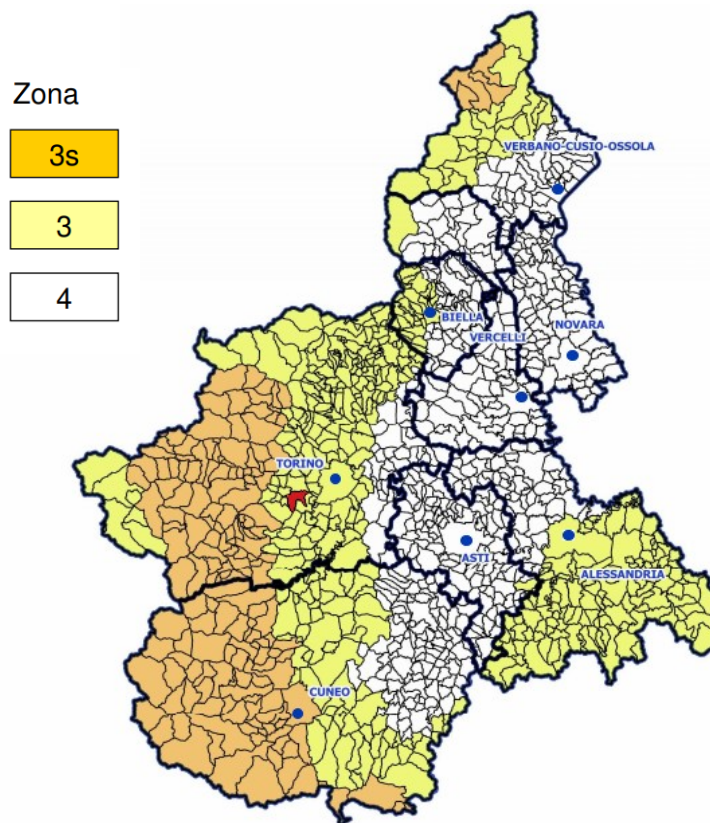 Zona
3s
3
4
VERBANO-CUSIO-OSSOLA
BIELLA
NOVARA
VERCELLI
TORINO
ASTI
ALESSANDRIA
CUNEO